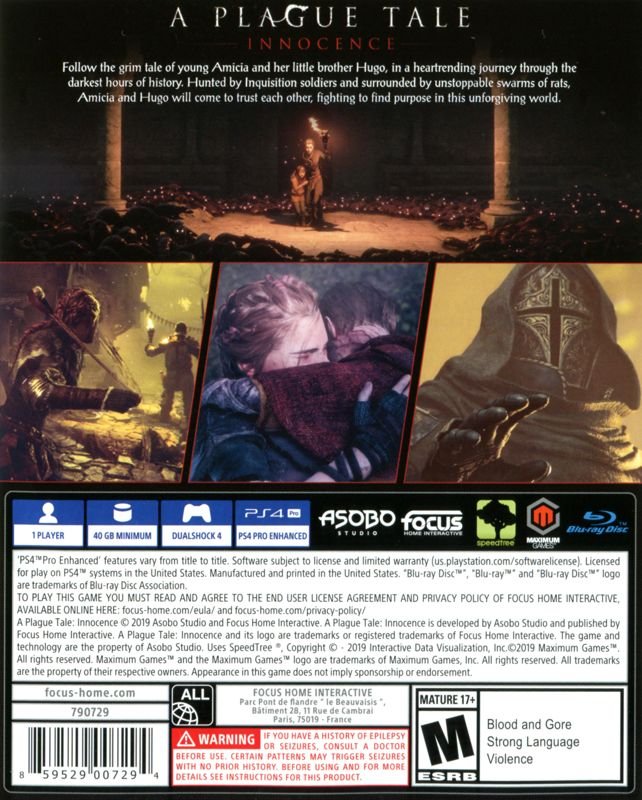 A PLAGUE TALE
INNOCENCE
Follow the grim tale of young Amicia and her little brother Hugo, in a heartrending journey through the
darkest hours of history. Hunted by Inquisition soldiers and surrounded by unstoppable swarms of rats,
Amicia and Hugo will come to trust each other, fighting to find purpose in this unforgiving world.
1 PLAYER
40 GB MINIMUM
DUALSHOCK 4
PS4 Pro
PS4 PRO ENHANCED
ASOBO
STUDIO
FOCUS
HOME INTERACTIVE
speedtree
MAXIMUM
GAMES™
Blu-ray Disc™
'PS4™Pro Enhanced' features vary from title to title. Software subject to license and limited warranty (us.playstation.com/softwarelicense). Licensed
for play on PS4™ systems in the United States. Manufactured and printed in the United States. "Blu-ray Disc™", "Blu-ray™" and "Blu-ray Disc™" logo
are trademarks of Blu-ray Disc Association.
TO PLAY THIS GAME YOU MUST READ AND AGREE TO THE END USER LICENSE AGREEMENT AND PRIVACY POLICY OF FOCUS HOME INTERACTIVE,
AVAILABLE ONLINE HERE: focus-home.com/eula/ and focus-home.com/privacy-policy/
A Plague Tale: Innocence © 2019 Asobo Studio and Focus Home Interactive. A Plague Tale: Innocence is developed by Asobo Studio and published by
Focus Home Interactive. A Plague Tale: Innocence and its logo are trademarks or registered trademarks of Focus Home Interactive. The game and
technology are the property of Asobo Studio. Uses SpeedTree ®, Copyright © - 2019 Interactive Data Visualization, Inc.©2019 Maximum Games™.
All rights reserved. Maximum Games™ and the Maximum Games™ logo are trademarks of Maximum Games, Inc. All rights reserved. All trademarks
are the property of their respective owners. Appearance in this game does not imply sponsorship or endorsement.
focus-home.com
790729
8 59529 00729 4
ALL
FOCUS HOME INTERACTIVE
Parc Pont de flandre " le Beauvaisis ",
Bâtiment 28, 11 Rue de Cambrai
Paris, 75019 - France
WARNING
IF YOU HAVE A HISTORY OF EPILEPSY
OR SEIZURES, CONSULT A DOCTOR
BEFORE USE. CERTAIN PATTERNS MAY TRIGGER SEIZURES
WITH NO PRIOR HISTORY. BEFORE USING AND FOR MORE
DETAILS SEE INSTRUCTIONS FOR THIS PRODUCT.
MATURE 17+
M
ESRB
Blood and Gore
Strong Language
Violence